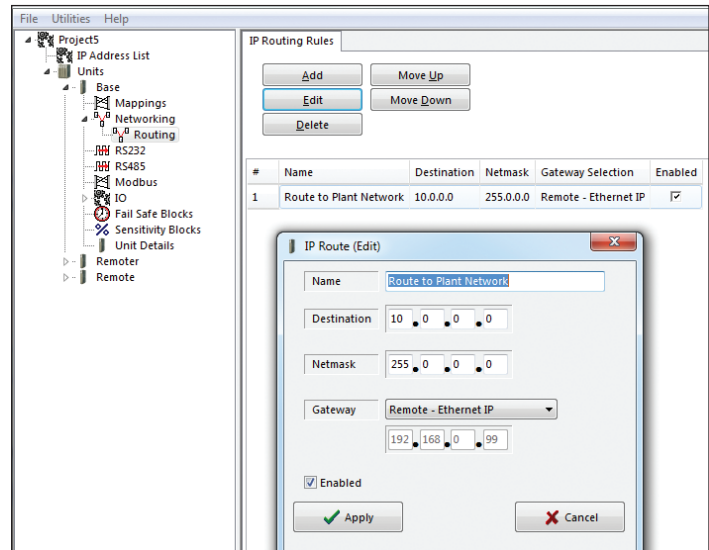 File Utilities Help
Project5
IP Address List
Units
Base
Mappings
Networking
Routing
RS232
RS485
Modbus
IO
Fail Safe Blocks
Sensitivity Blocks
Unit Details
Remoter
Remote
IP Routing Rules
Add Move Up
Edit Move Down
Delete
# Name Destination Netmask Gateway Selection Enabled
1 Route to Plant Network 10.0.0.0 255.0.0.0 Remote - Ethernet IP
IP Route (Edit)
Name Route to Plant Network
Destination 10 . 0 . 0 . 0
Netmask 255 . 0 . 0 . 0
Gateway Remote - Ethernet IP
192 . 168 . 0 . 99
Enabled
Apply Cancel